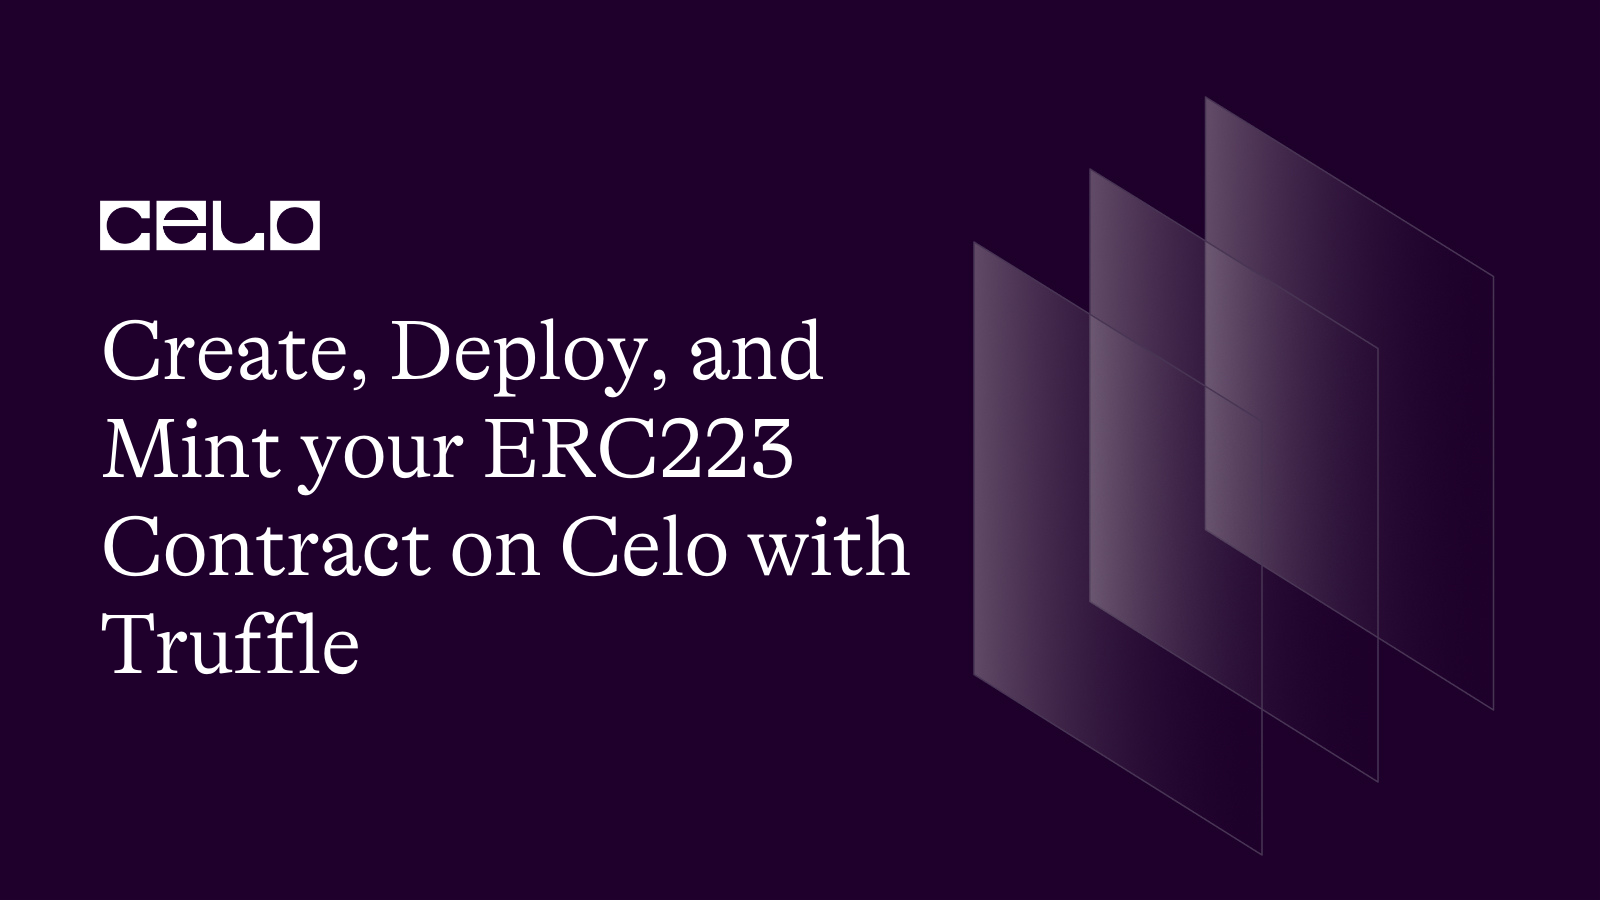 CELO
Create, Deploy, and
Mint your ERC223
Contract on Celo with
Truffle